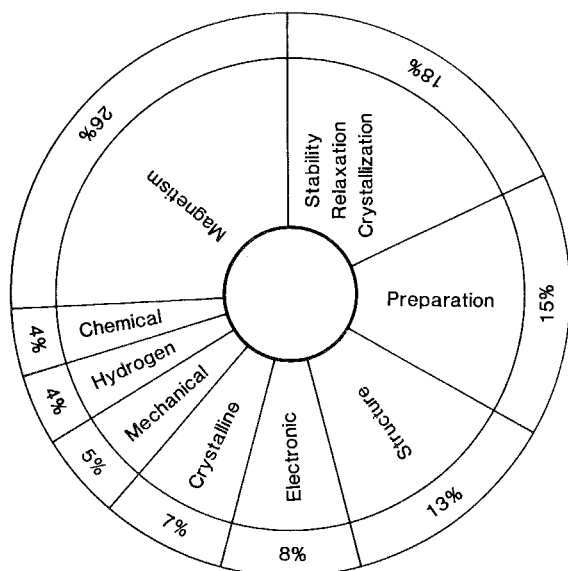 18%
Stability
Relaxation
Crystallization
15%
Preparation
13%
Structure
8%
Electronic
7%
Crystalline
5%
Mechanical
4%
Hydrogen
4%
Chemical
26%
Magnetism